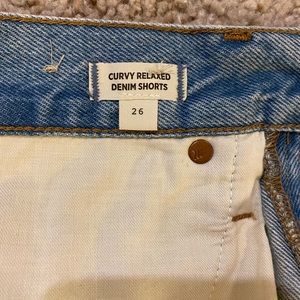 CURVY RELAXED
DENIM SHORTS
26